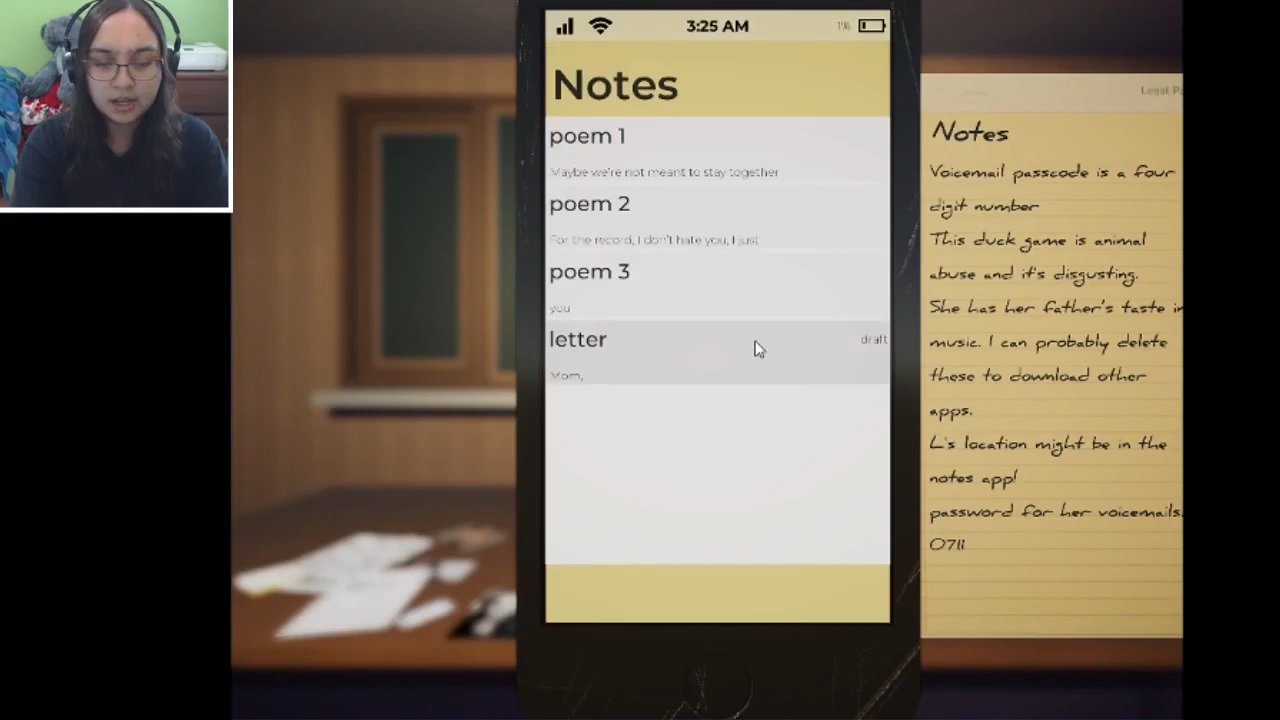 3:25 AM
1%
Notes
poem 1
Maybe we're not meant to stay together
poem 2
For the record, I don't hate you, I just
poem 3
you
letter
draft
Mom,
Legal P
Notes
Voicemail passcode is a four
digit number
This duck game is animal
abuse and it's disgusting.
She has her father's taste in
music. I can probably delete
these to download other
apps.
L's location might be in the
notes app!
password for her voicemails:
0711